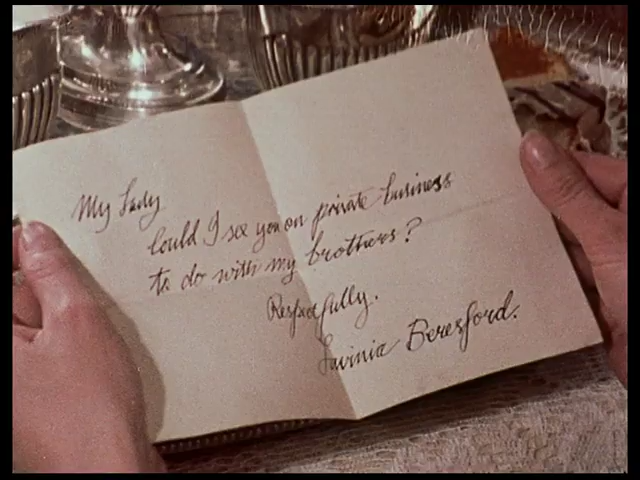 My Lady
Could I see you on private business
to do with my brothers?
Respectfully.
Lavinia Beresford.